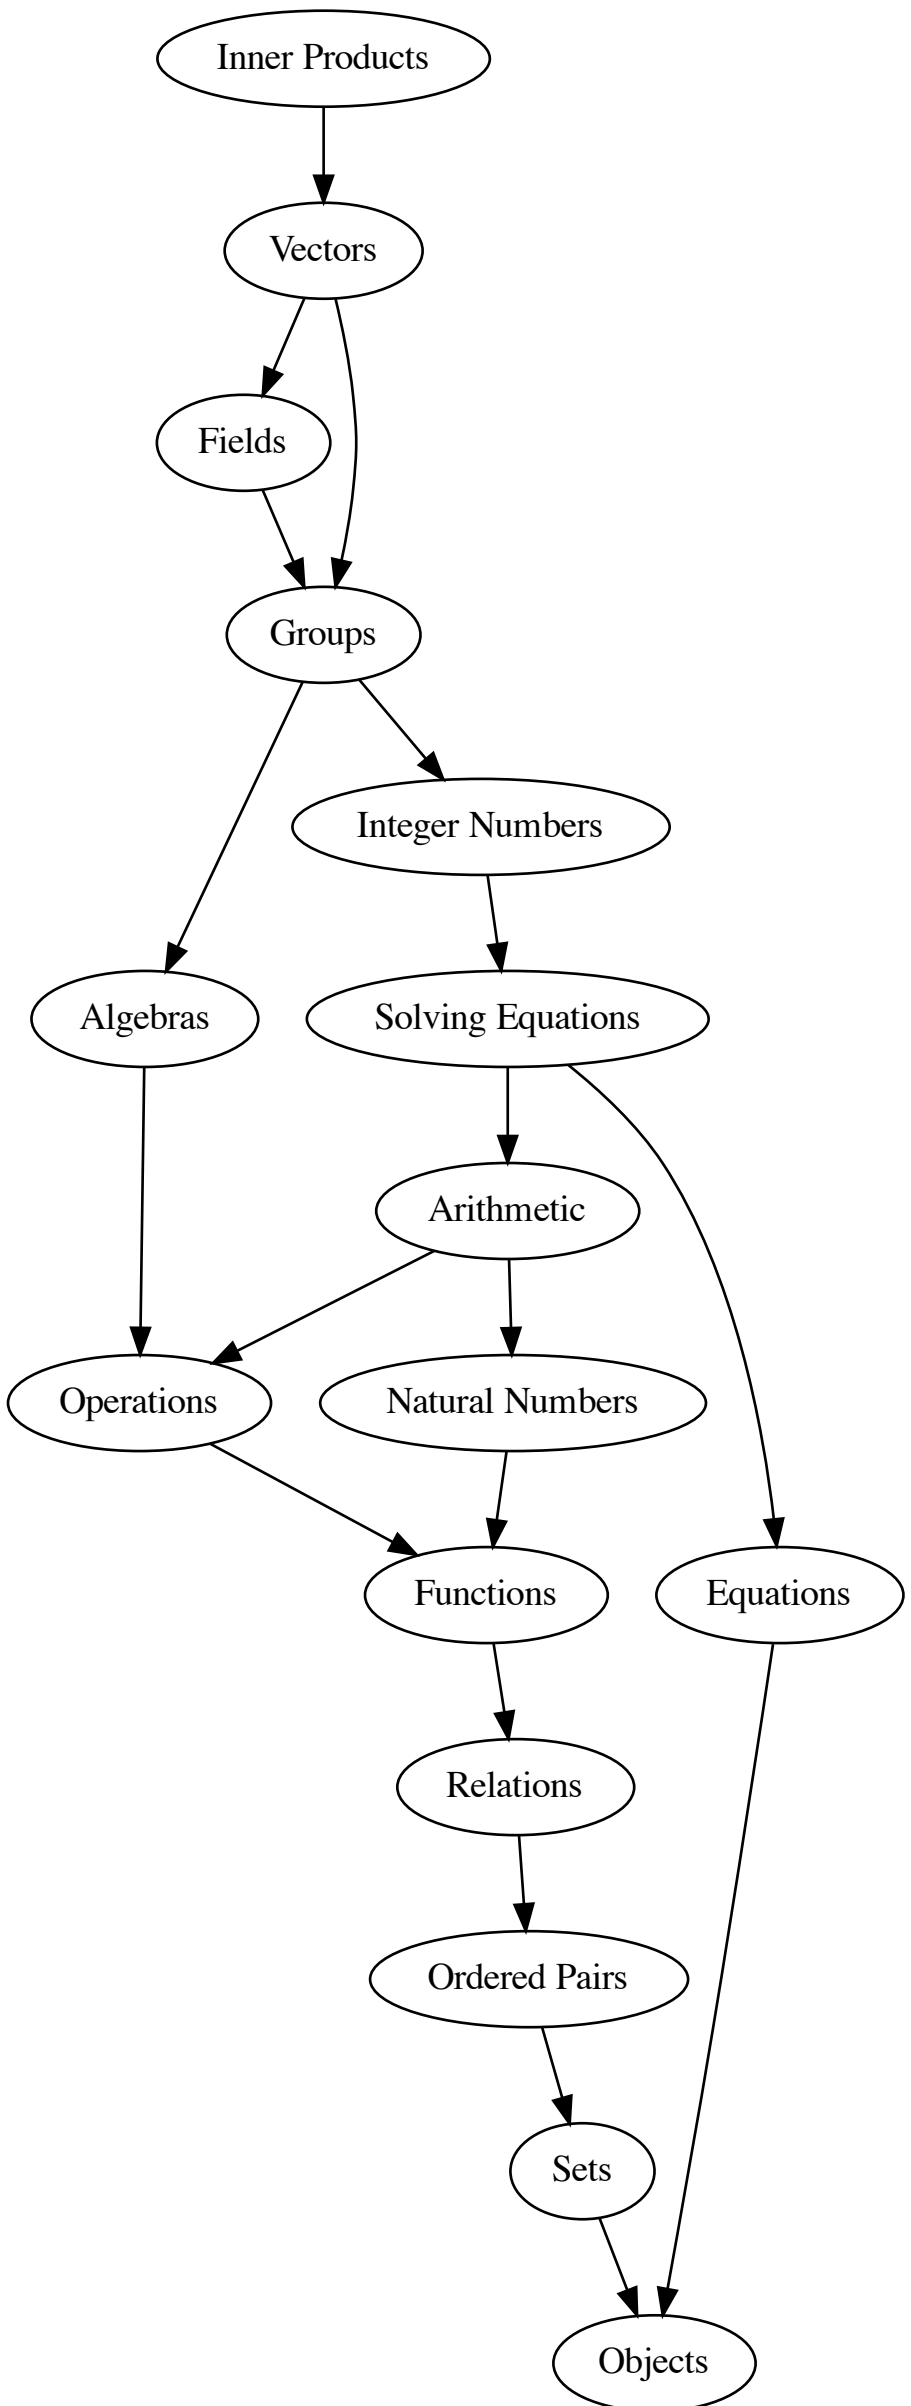 Inner Products
Vectors
Fields
Groups
Integer Numbers
Algebras
Solving Equations
Arithmetic
Operations
Natural Numbers
Functions
Equations
Relations
Ordered Pairs
Sets
Objects